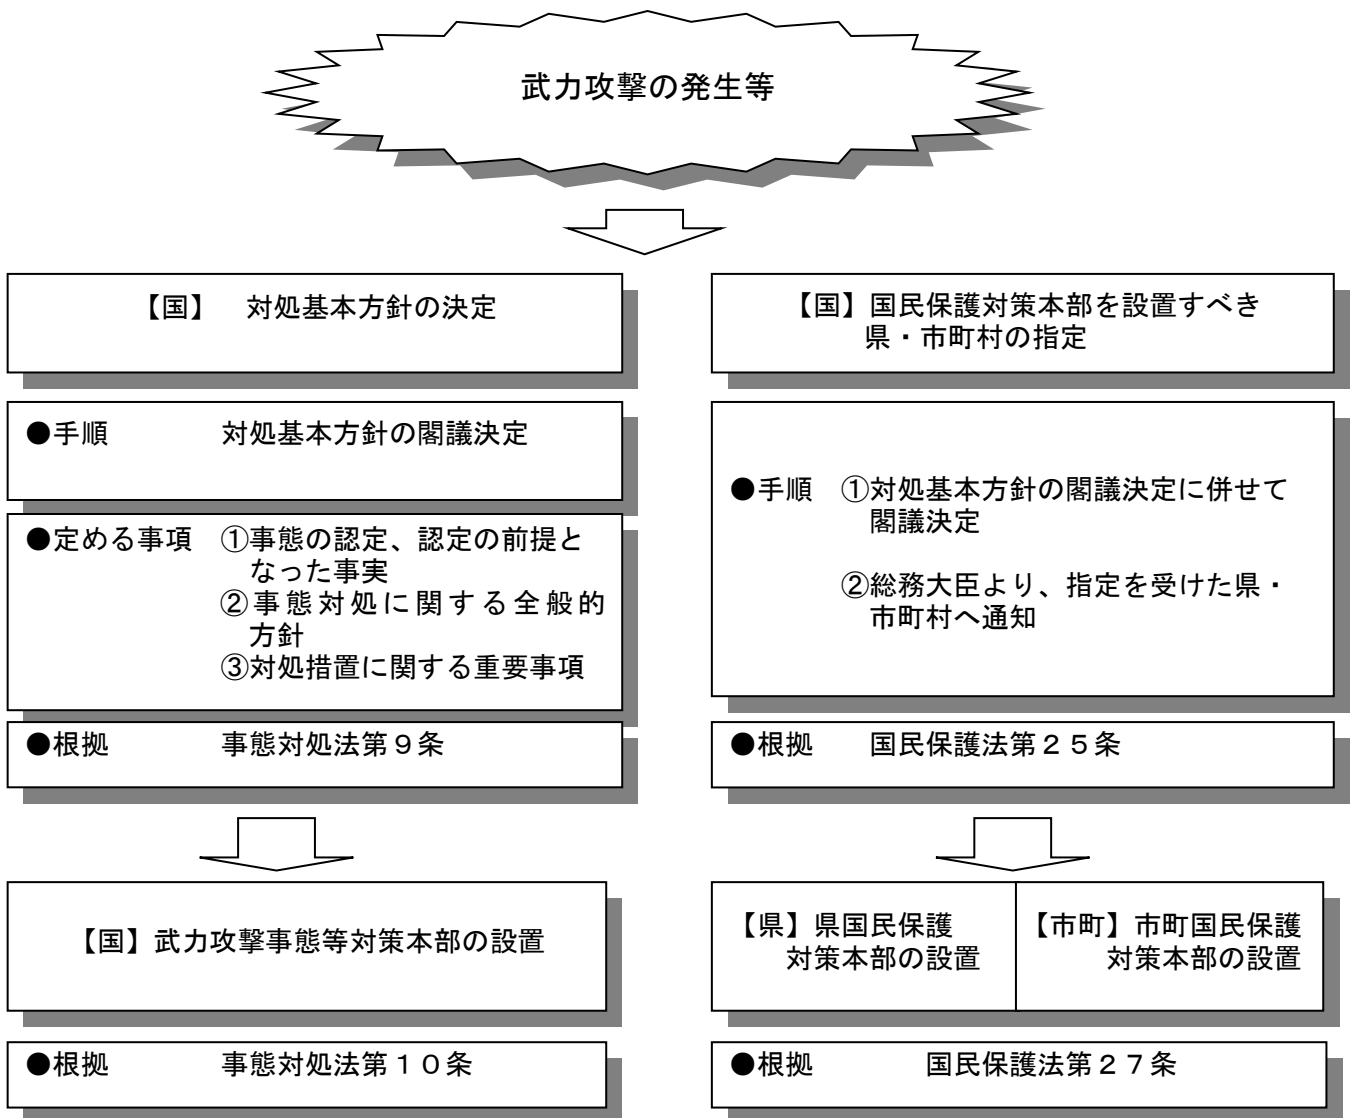 武力攻撃の発生等
【国】　対処基本方針の決定
●手順　対処基本方針の閣議決定
●定める事項　①事態の認定、認定の前提と
なった事実
②事態対処に関する全般的
方針
③対処措置に関する重要事項
●根拠　事態対処法第９条
【国】武力攻撃事態等対策本部の設置
●根拠　事態対処法第１０条
【国】国民保護対策本部を設置すべき
県・市町村の指定
●手順　①対処基本方針の閣議決定に併せて
閣議決定
②総務大臣より、指定を受けた県・
市町村へ通知
●根拠　国民保護法第２５条
【県】県国民保護
対策本部の設置
【市町】市町国民保護
対策本部の設置
●根拠　国民保護法第２７条